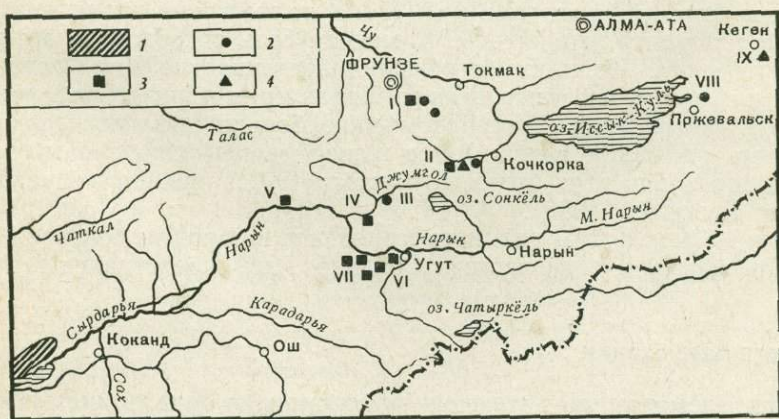 1
2
3
4
Чу
АЛМА-АТА
Кеген
IX
ФРУНЗЕ
Токмак
VIII
I
оз. Иссык-Куль
Пржевальск
Талас
II
Кочкорка
Джумгол
V
IV
III
оз. Сонкёль
М. Нарын
Чаткал
Нарын
Нарын
Нарын
Угут
VII
VI
оз. Чатыркёль
Сырдарья
Карадарья
Коканд
Ош
Сох